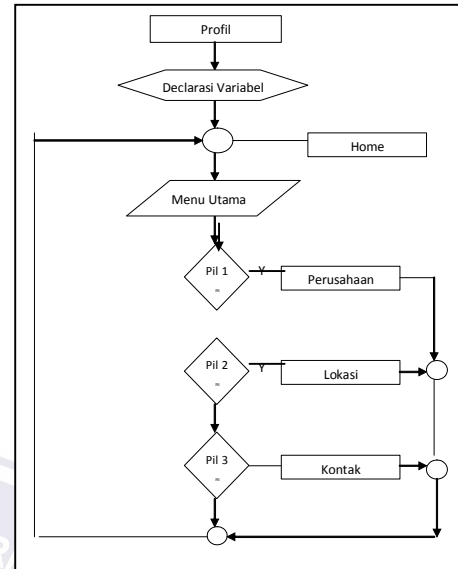 Profil
Declarasi Variabel
Home
Menu Utama
Pil 1
=
Y
Perusahaan
Pil 2
=
Y
Lokasi
Pil 3
=
Kontak